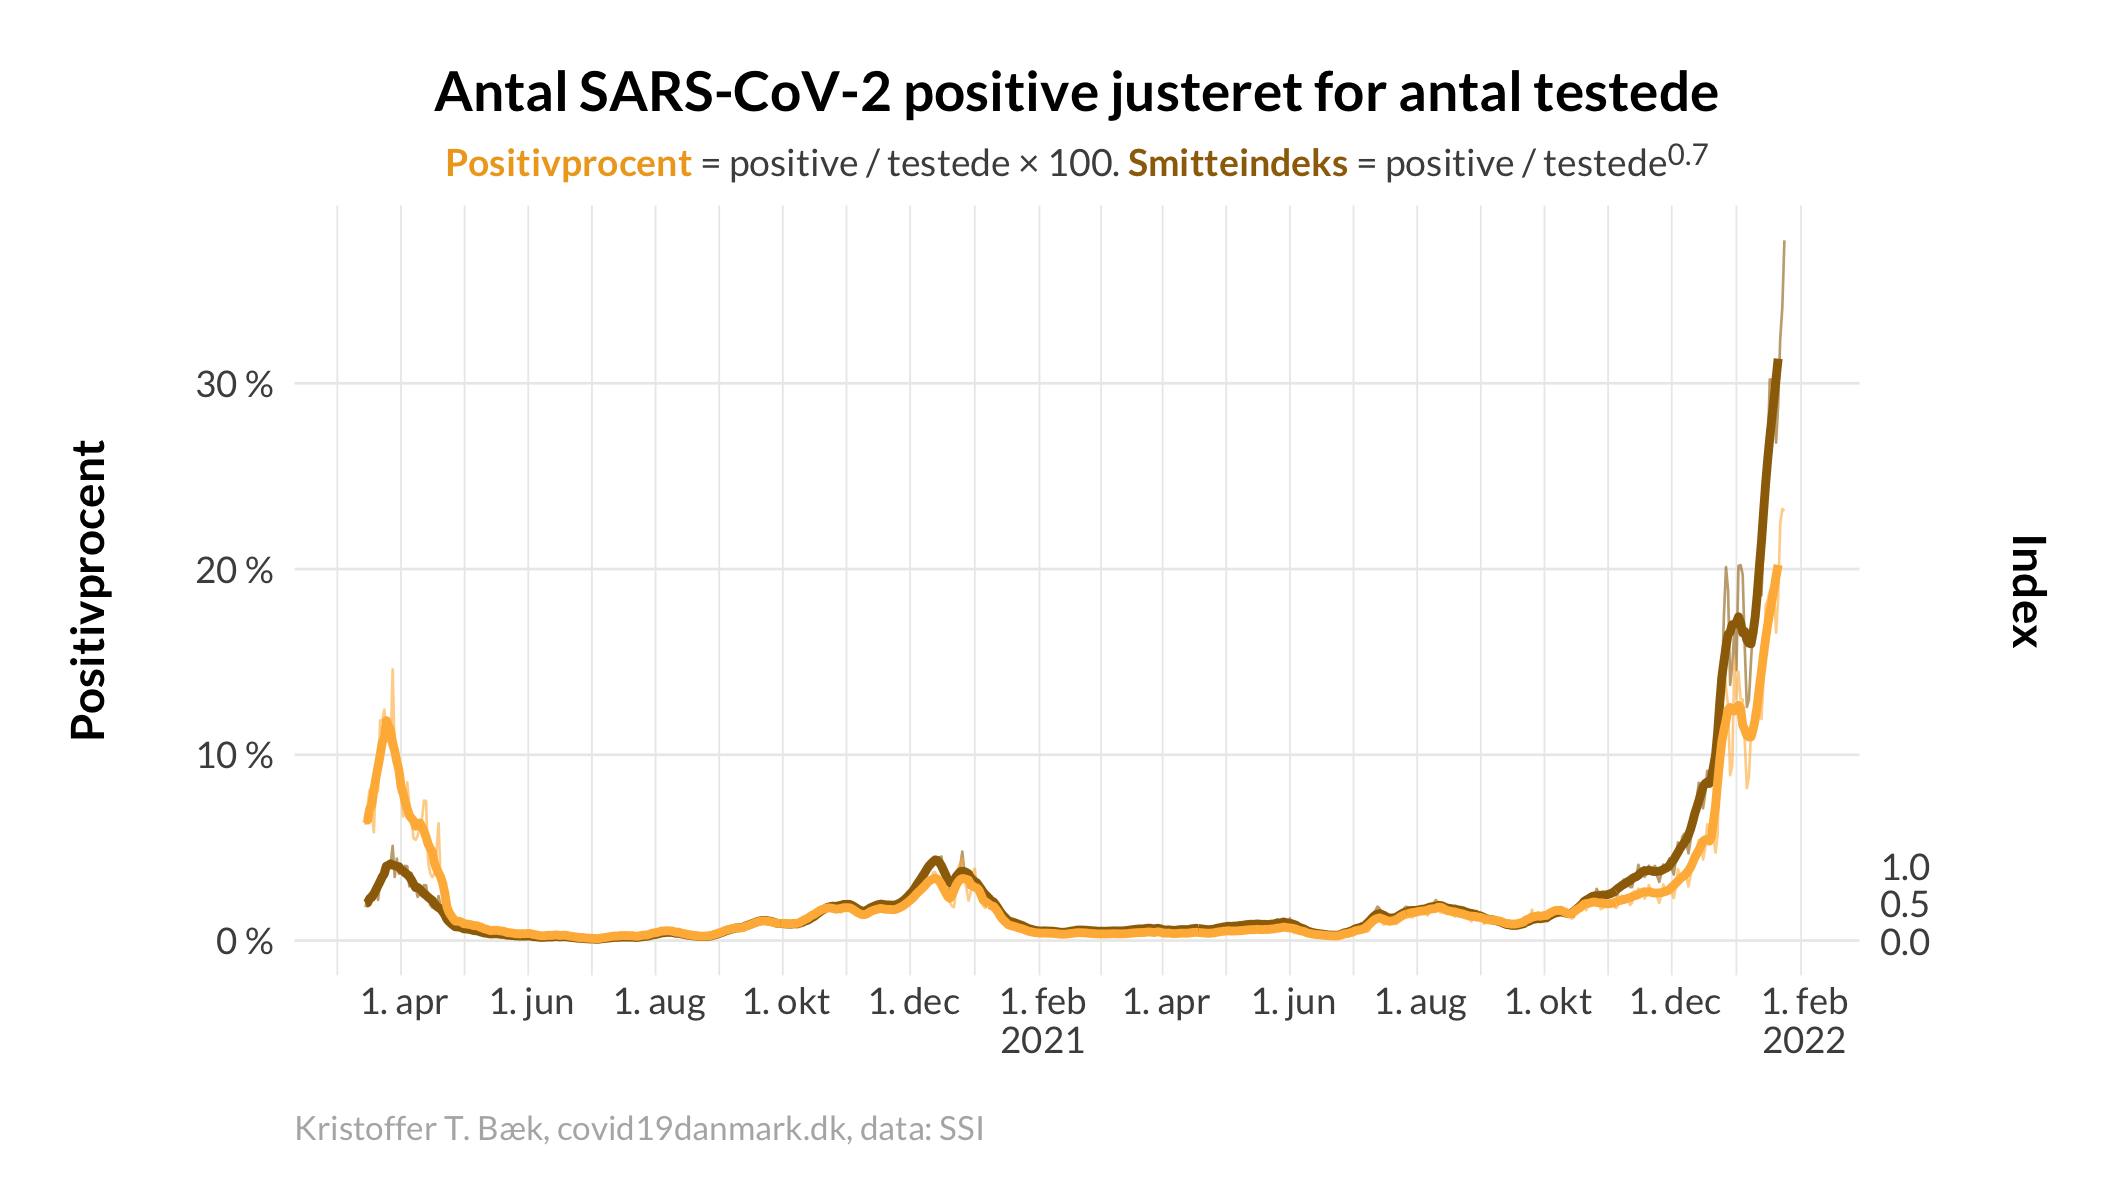 Antal SARS-CoV-2 positive justeret for antal testede
Positivprocent = positive / testede × 100. Smitteindeks = positive / testede^0.7
Positivprocent
30 %
20 %
10 %
0 %
Index
1.0
0.5
0.0
1. apr
1. jun
1. aug
1. okt
1. dec
1. feb
2021
1. apr
1. jun
1. aug
1. okt
1. dec
1. feb
2022
Kristoffer T. Bæk, covid19danmark.dk, data: SSI